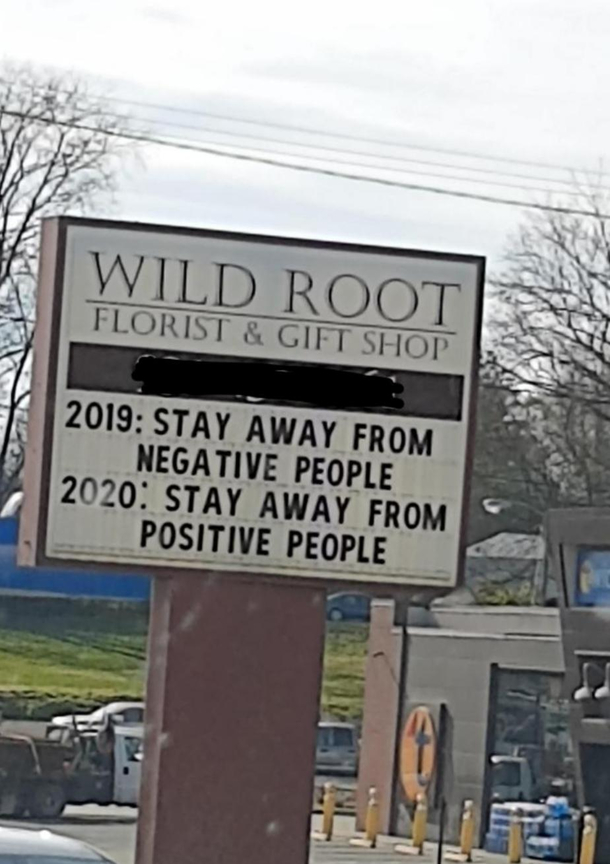 WILD ROOT
FLORIST & GIFT SHOP
2019: STAY AWAY FROM
NEGATIVE PEOPLE
2020: STAY AWAY FROM
POSITIVE PEOPLE